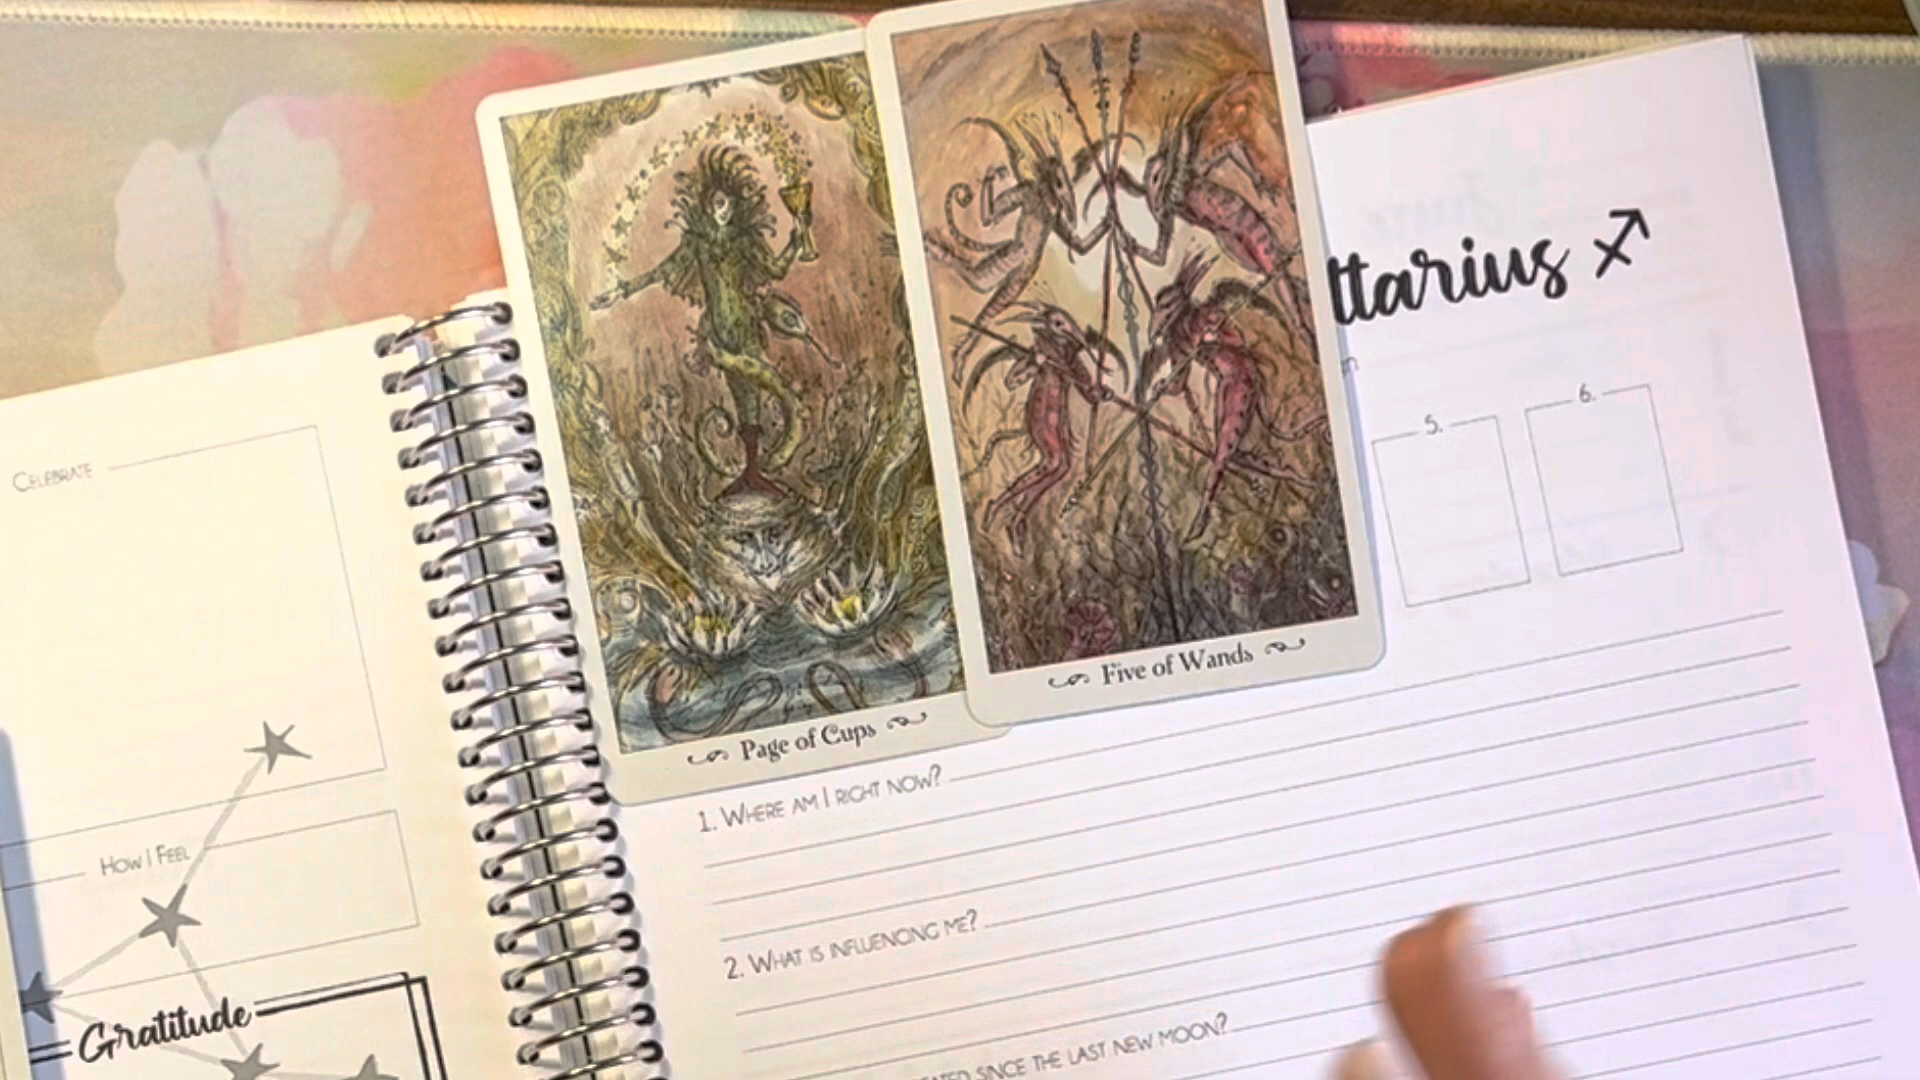 CELEBRATE
HOW I FEEL
Gratitude
Page of Cups
Five of Wands
ttarius ♐
5.
6.
1. WHERE AM I RIGHT NOW?
2. WHAT IS INFLUENCING ME?
SINCE THE LAST NEW MOON?